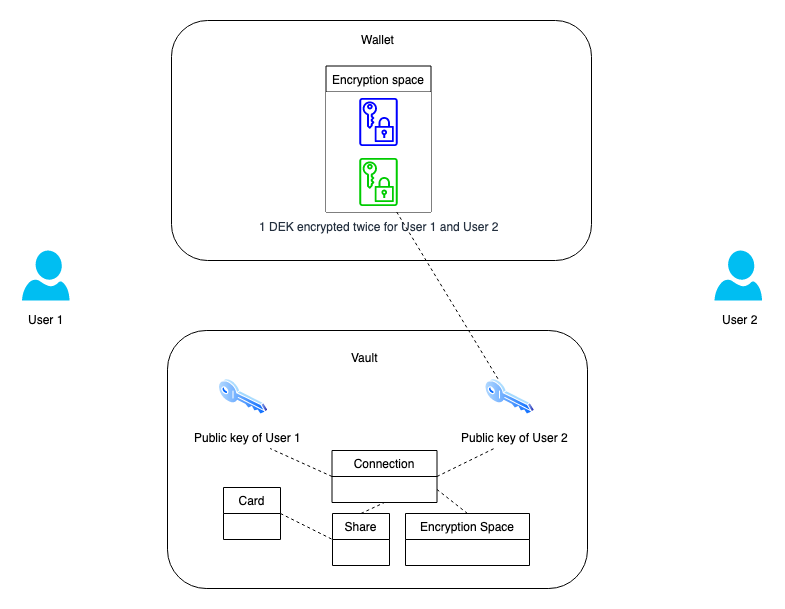 Wallet
Encryption space
1 DEK encrypted twice for User 1 and User 2
User 1
User 2
Vault
Public key of User 1
Public key of User 2
Connection
Card
Share
Encryption Space